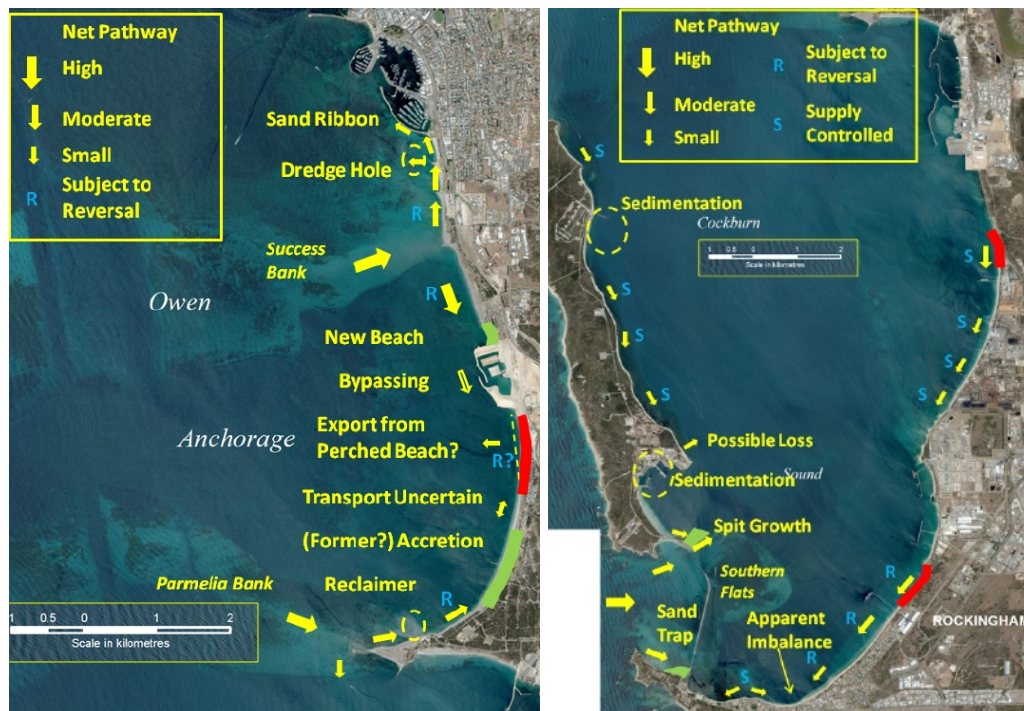 Net Pathway
High
Moderate
Small
R
Subject to
Reversal
Sand Ribbon
Dredge Hole
R
Success
Bank
Owen
R
New Beach
Bypassing
Anchorage
Export from
Perched Beach?
R?
Transport Uncertain
(Former?) Accretion
Parmelia Bank
Reclaimer
R
1 0.5 0 1 2
Scale in kilometres
Net Pathway
High
R
Subject to
Reversal
Moderate
S
Supply
Controlled
Small
S
Sedimentation
Cockburn
1 0.5 0 1 2
Scale in kilometres
S
S
S
S
S
S
S
Possible Loss
Sedimentation
Sound
Spit Growth
Southern
Flats
R
Sand
Trap
Apparent
Imbalance
R
ROCKINGHAM
R
S